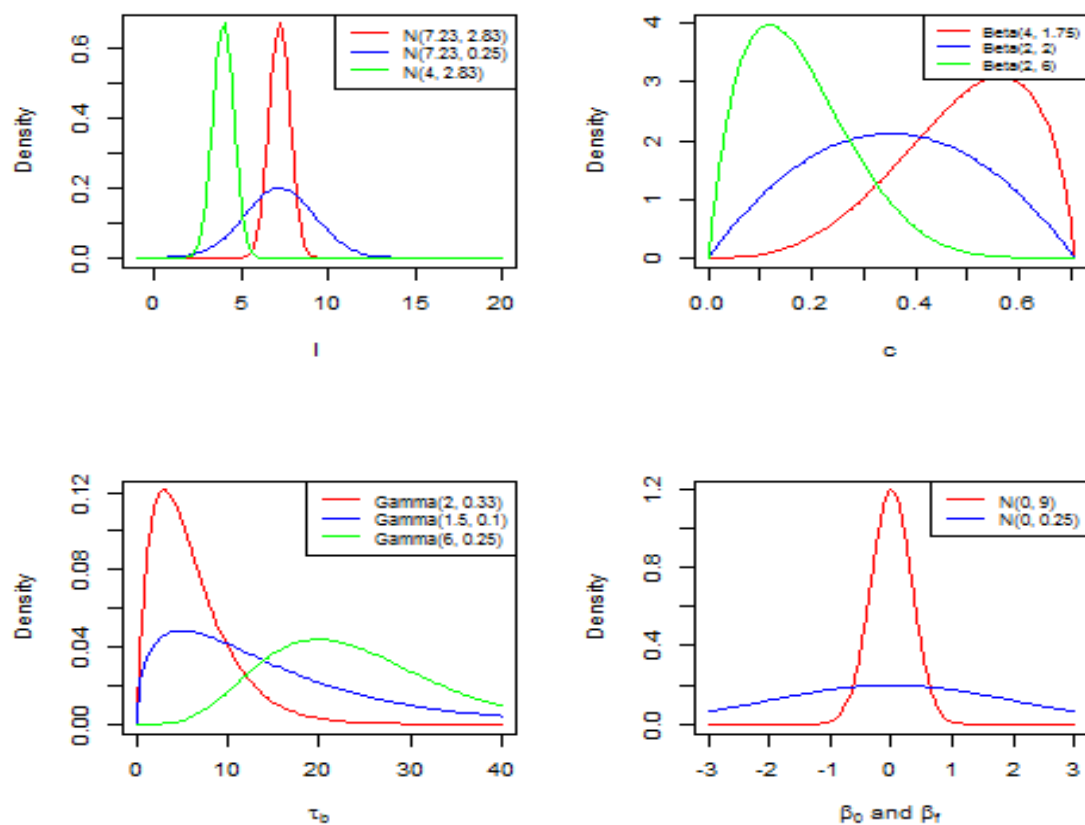 Density
0.0
0.2
0.4
0.6
N(7.23, 2.83)
N(7.23, 0.25)
N(4, 2.83)
0 5 10 15 20
l
Density
0
1
2
3
4
Beta(4, 1.75)
Beta(2, 2)
Beta(2, 6)
0.0 0.2 0.4 0.6
c
Density
0.00
0.04
0.08
0.12
Gamma(2, 0.33)
Gamma(1.5, 0.1)
Gamma(6, 0.25)
0 10 20 30 40
τb
Density
0.0
0.4
0.8
1.2
N(0, 9)
N(0, 0.25)
-3 -2 -1 0 1 2 3
β0 and βf